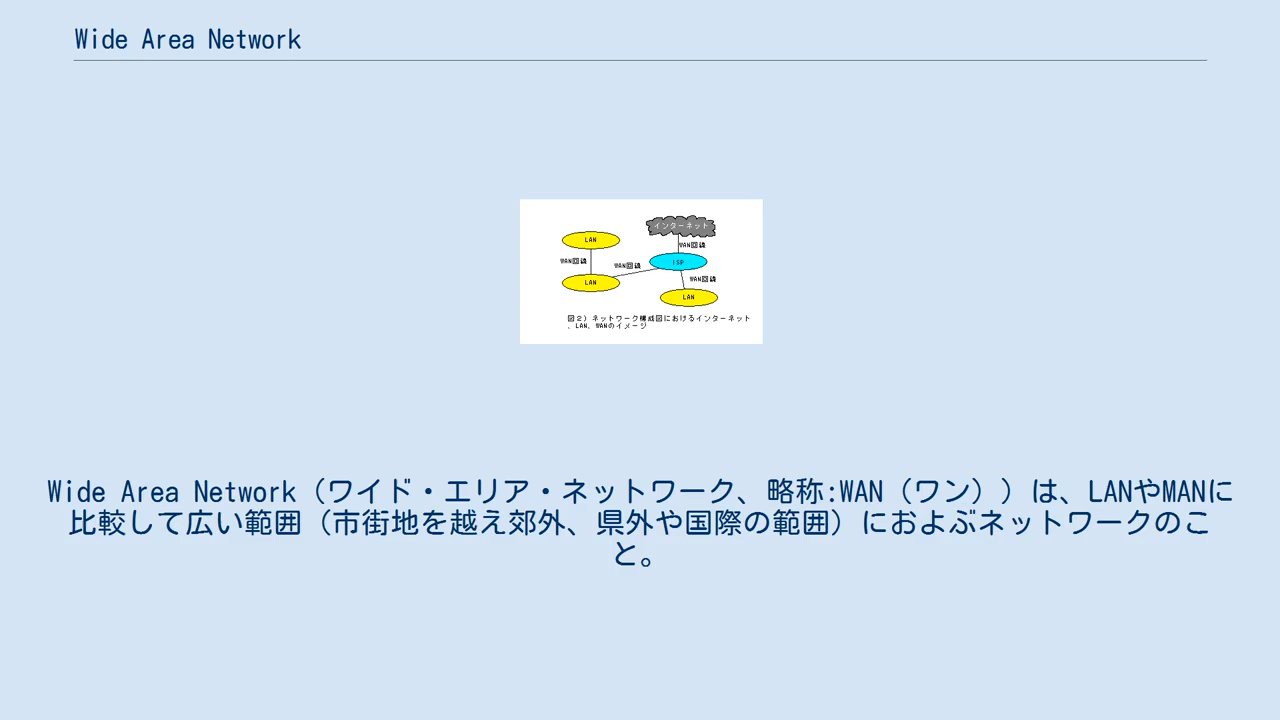 Wide Area Network
インターネット
LAN
WAN回線
WAN回線
WAN回線
ISP
WAN回線
LAN
LAN
図２）ネットワーク構成図におけるインターネット
、LAN、WANのイメージ
Wide Area Network（ワイド・エリア・ネットワーク、略称:WAN（ワン））は、LANやMANに
比較して広い範囲（市街地を越え郊外、県外や国際の範囲）におよぶネットワークのこ
と。